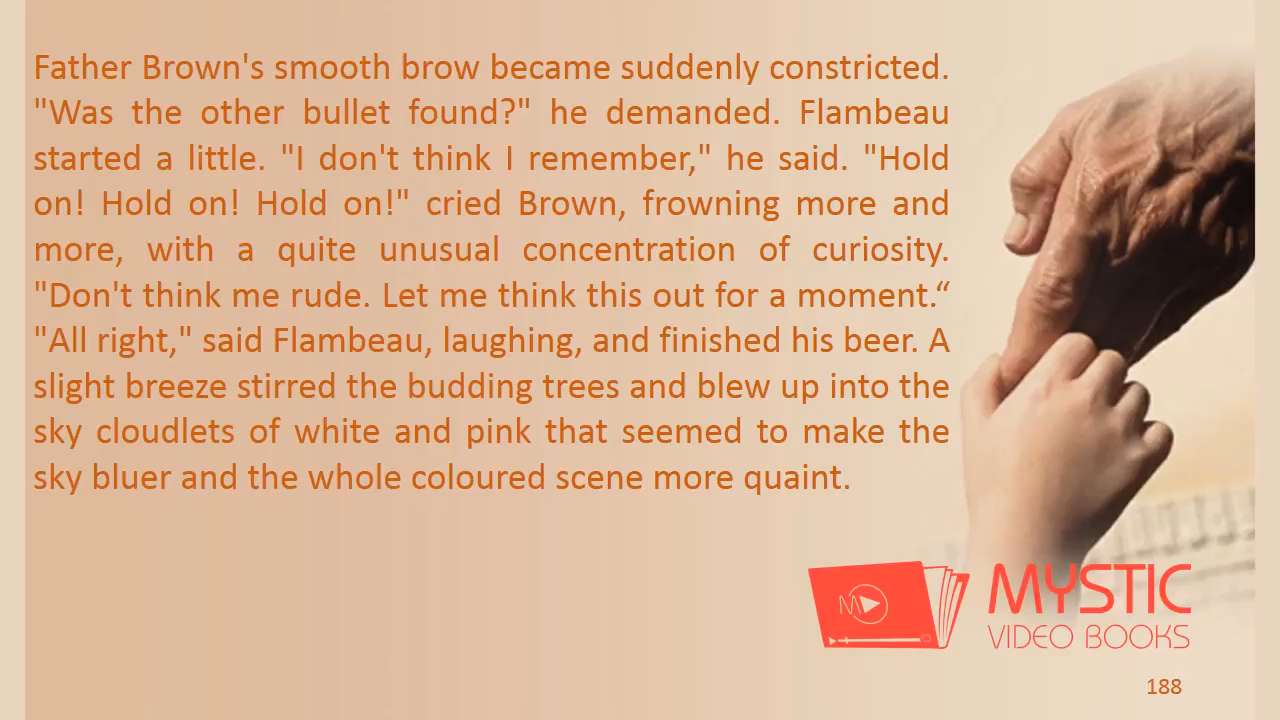 Father Brown's smooth brow became suddenly constricted.
"Was the other bullet found?" he demanded. Flambeau
started a little. "I don't think I remember," he said. "Hold
on! Hold on! Hold on!" cried Brown, frowning more and
more, with a quite unusual concentration of curiosity.
"Don't think me rude. Let me think this out for a moment.“
"All right," said Flambeau, laughing, and finished his beer. A
slight breeze stirred the budding trees and blew up into the
sky cloudlets of white and pink that seemed to make the
sky bluer and the whole coloured scene more quaint.
M
MYSTIC
VIDEO BOOKS
188